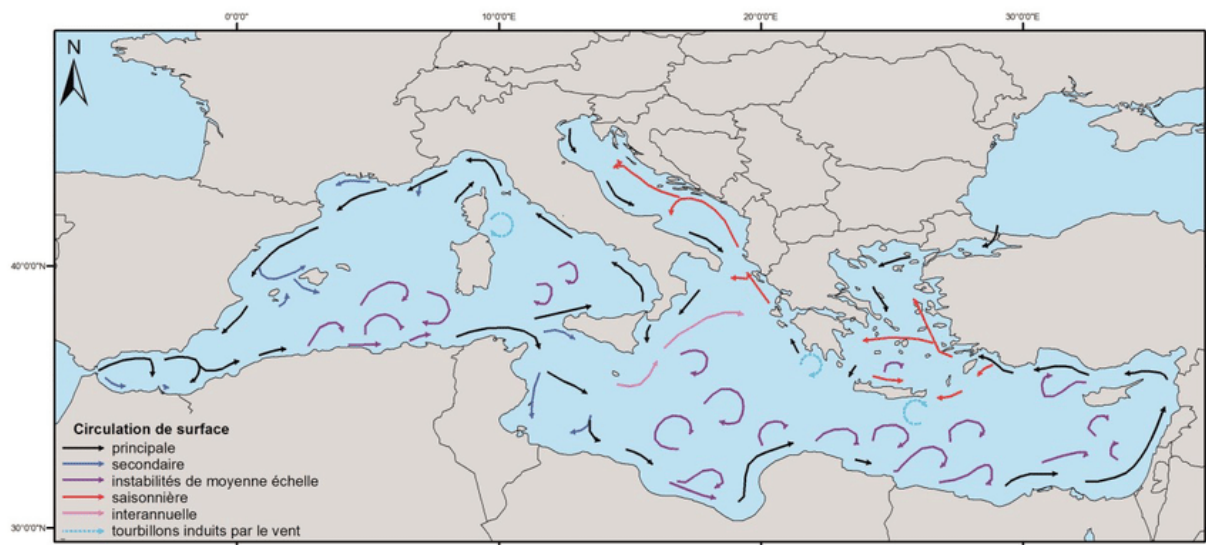 0°0'0" 10°0'0"E 20°0'0"E 30°0'0"E
N
40°0'0"N
30°0'0"N
Circulation de surface
principale
secondaire
instabilités de moyenne échelle
saisonnière
interannuelle
tourbillons induits par le vent